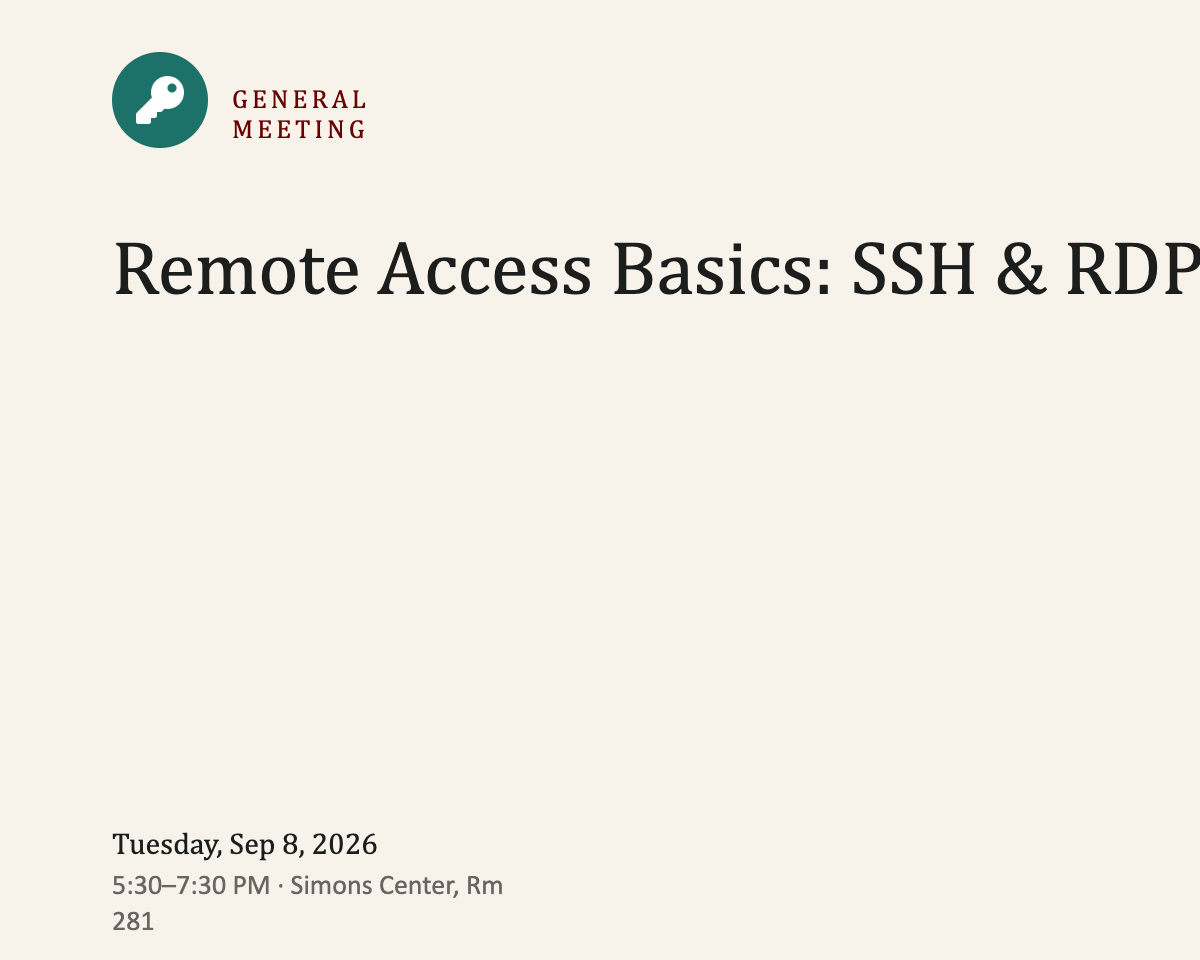 GENERAL
MEETING
Remote Access Basics: SSH & RDP
Tuesday, Sep 8, 2026
5:30–7:30 PM · Simons Center, Rm
281